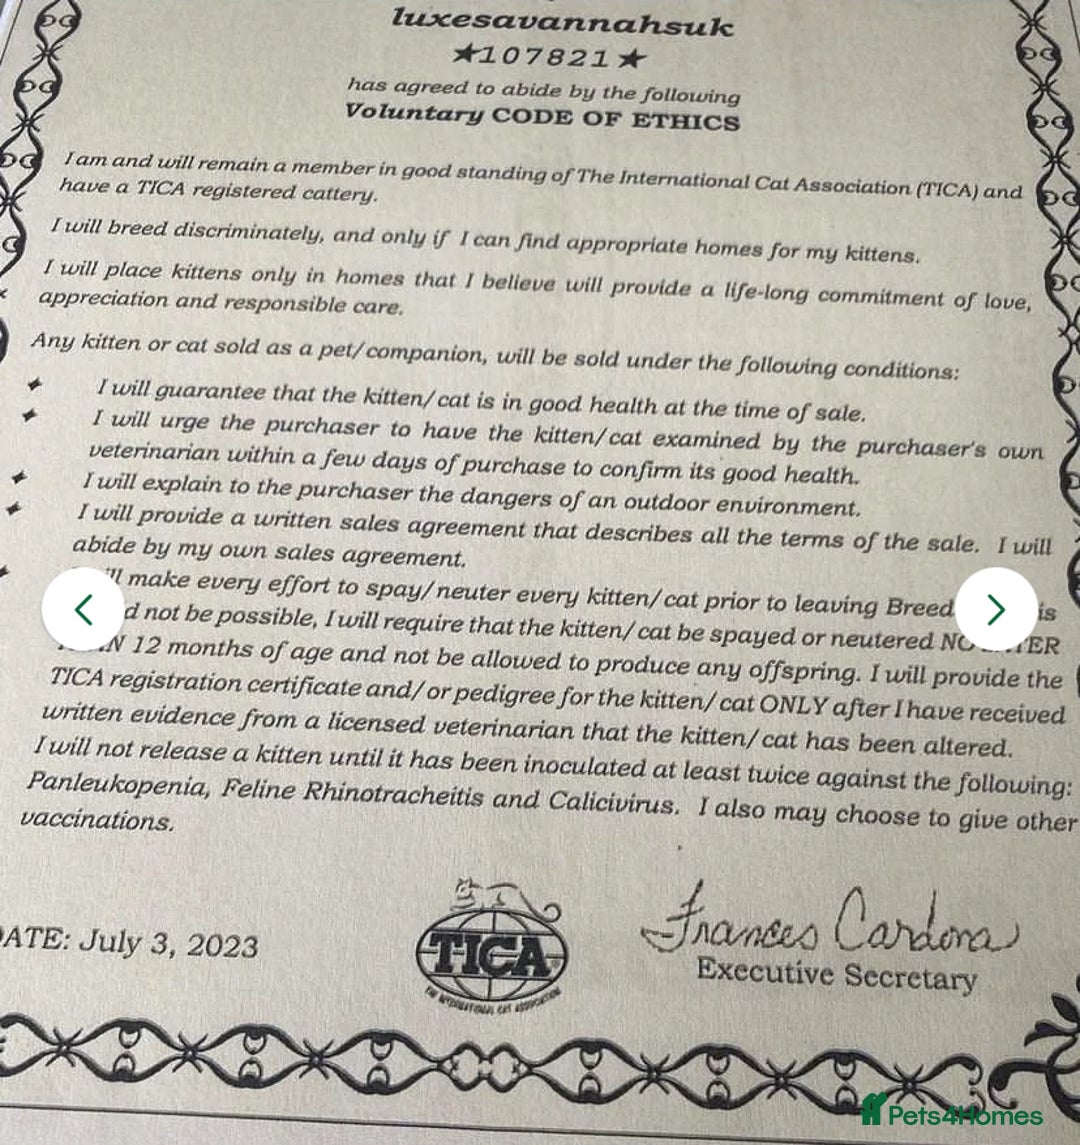 luxesavannahsuk
★107821★
has agreed to abide by the following
Voluntary CODE OF ETHICS
I am and will remain a member in good standing of The International Cat Association (TICA) and
have a TICA registered cattery.
I will breed discriminately, and only if I can find appropriate homes for my kittens.
I will place kittens only in homes that I believe will provide a life-long commitment of love,
appreciation and responsible care.
Any kitten or cat sold as a pet/companion, will be sold under the following conditions:
I will guarantee that the kitten/cat is in good health at the time of sale.
I will urge the purchaser to have the kitten/cat examined by the purchaser's own
veterinarian within a few days of purchase to confirm its good health.
I will explain to the purchaser the dangers of an outdoor environment.
I will provide a written sales agreement that describes all the terms of the sale. I will
abide by my own sales agreement.
make every effort to spay/neuter every kitten/cat prior to leaving
not be possible, I will require that the kitten/cat be spayed or neutered
12 months of age and not be allowed to produce any offspring. I will provide the
TICA registration certificate and/or pedigree for the kitten/cat ONLY after I have received
written evidence from a licensed veterinarian that the kitten/cat has been altered.
I will not release a kitten until it has been inoculated at least twice against the following:
Panleukopenia, Feline Rhinotracheitis and Calicivirus. I also may choose to give other
vaccinations.
DATE: July 3, 2023
TICA
THE INTERNATIONAL CAT ASSOCIATION
Frances Cardona
Executive Secretary
Pets4Homes